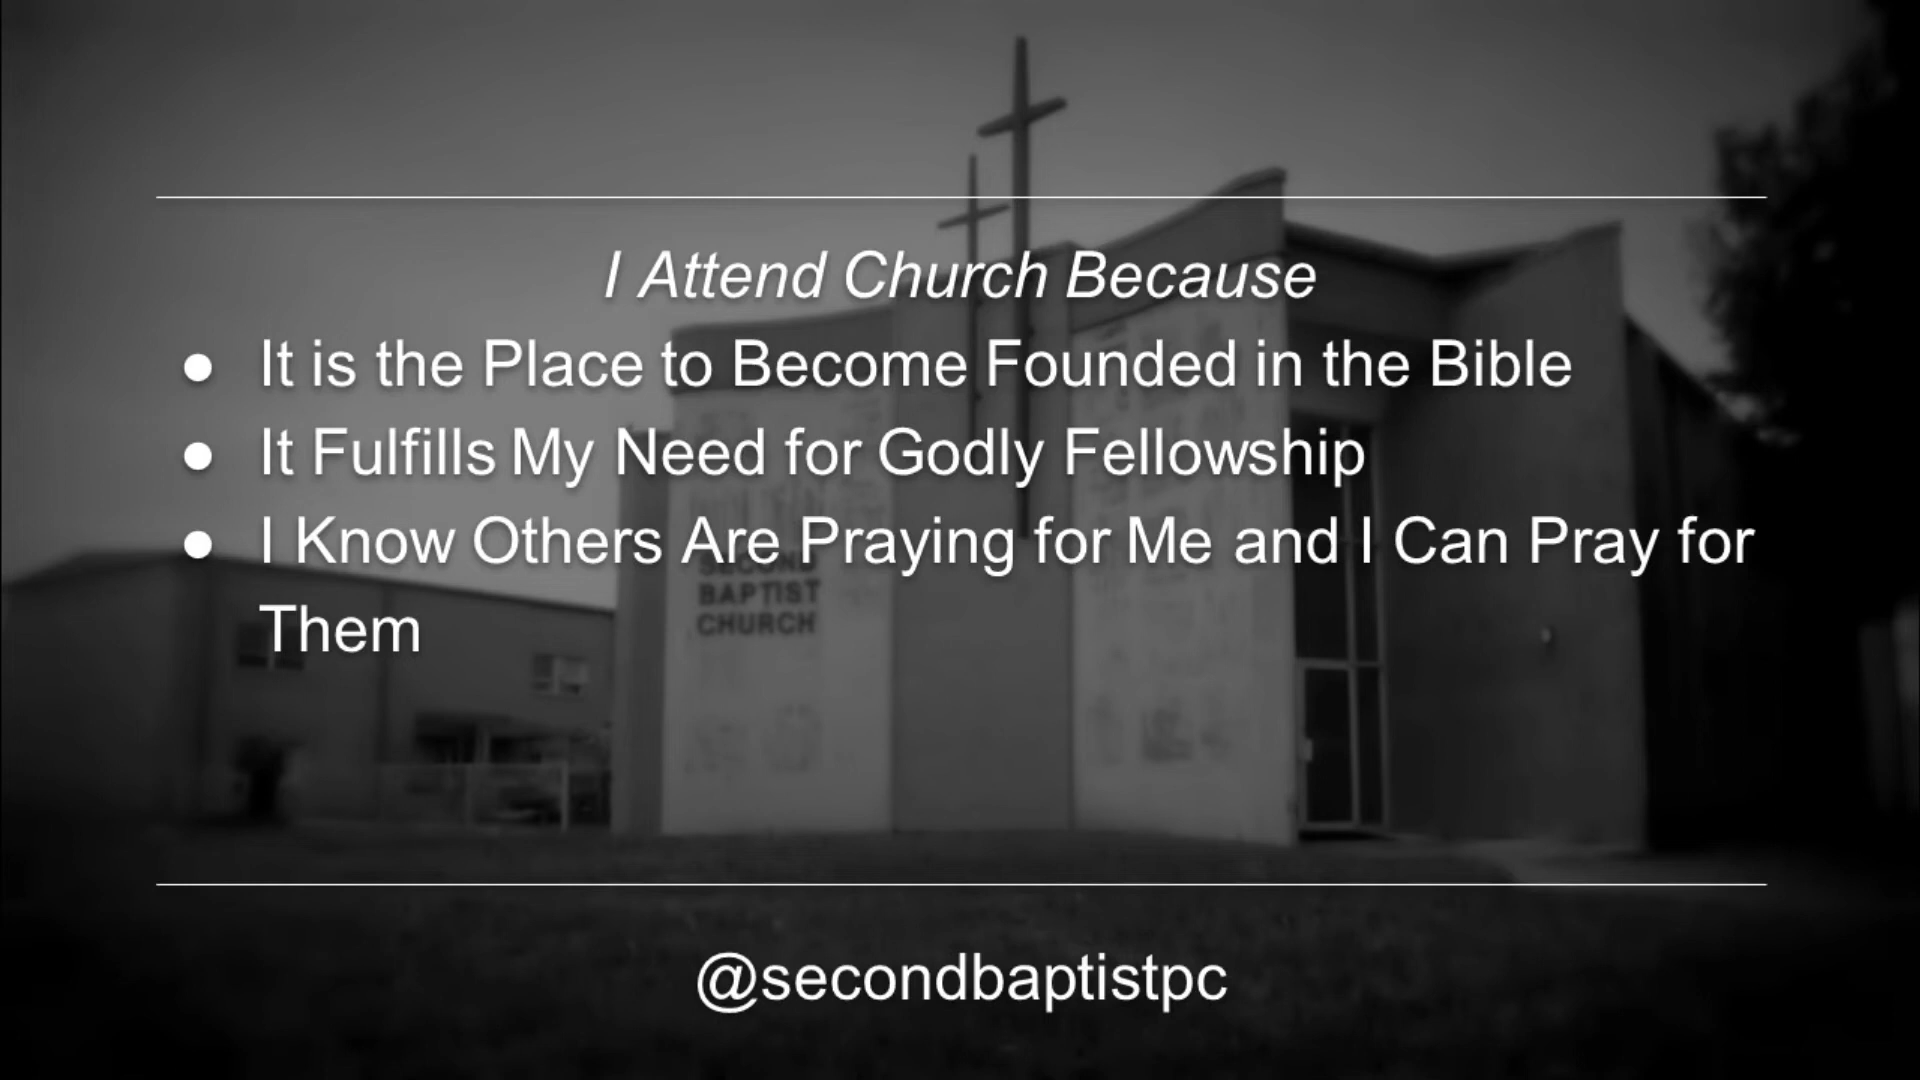 I Attend Church Because
● It is the Place to Become Founded in the Bible
● It Fulfills My Need for Godly Fellowship
● I Know Others Are Praying for Me and I Can Pray for
Them
SECOND
BAPTIST
CHURCH
@secondbaptistpc